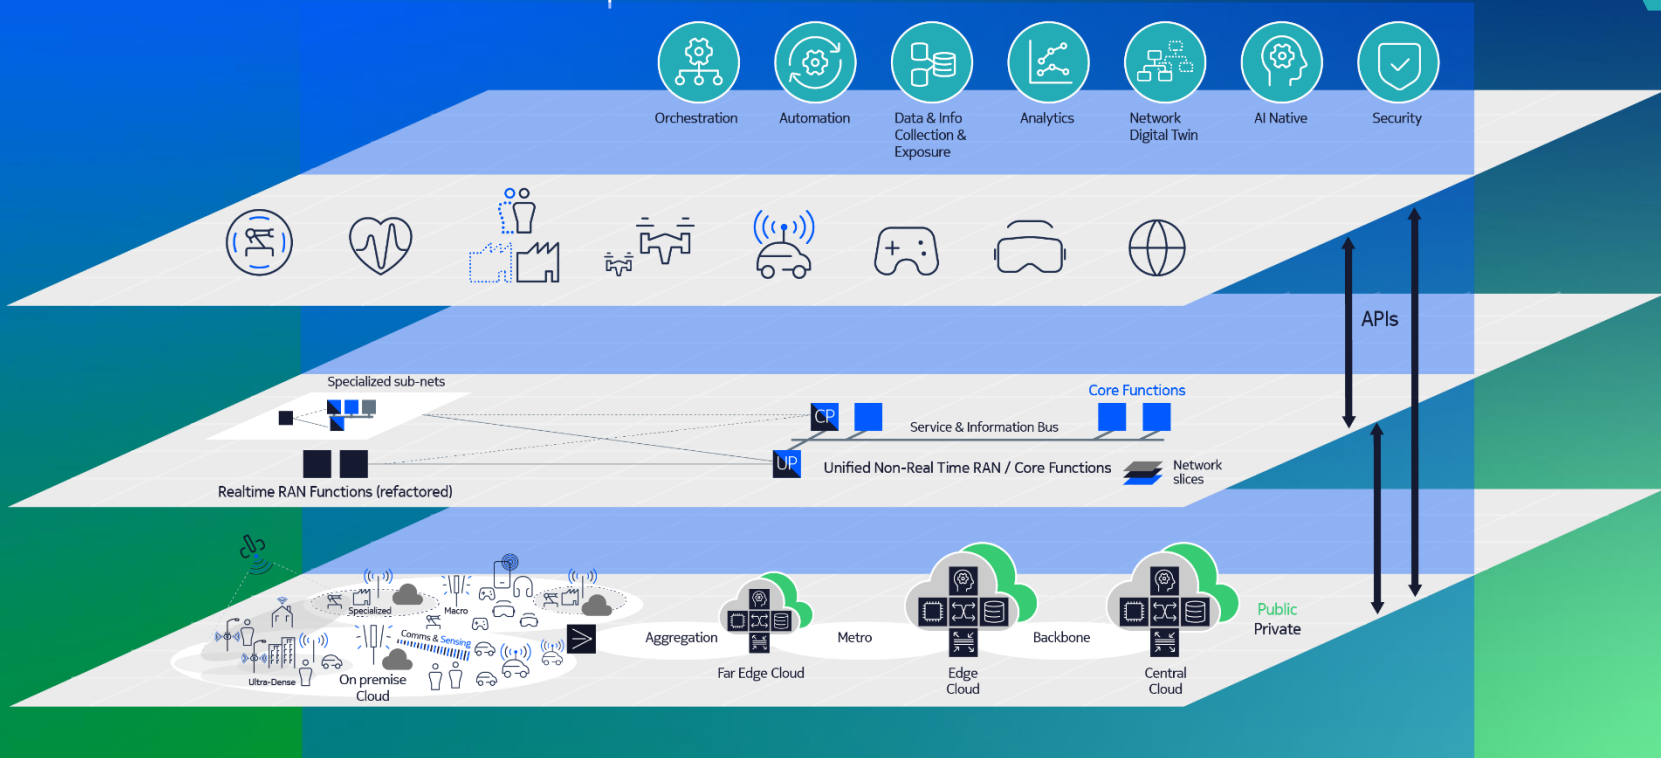 Orchestration
Automation
Data & Info
Collection &
Exposure
Analytics
Network
Digital Twin
AI Native
Security
APIs
Specialized sub-nets
Core Functions
CP
Service & Information Bus
UP
Unified Non-Real Time RAN / Core Functions
Network
slices
Realtime RAN Functions (refactored)
Specialized
Macro
Comms & Sensing
Ultra-Dense
On premise
Cloud
Aggregation
Far Edge Cloud
Metro
Edge
Cloud
Backbone
Central
Cloud
Public
Private